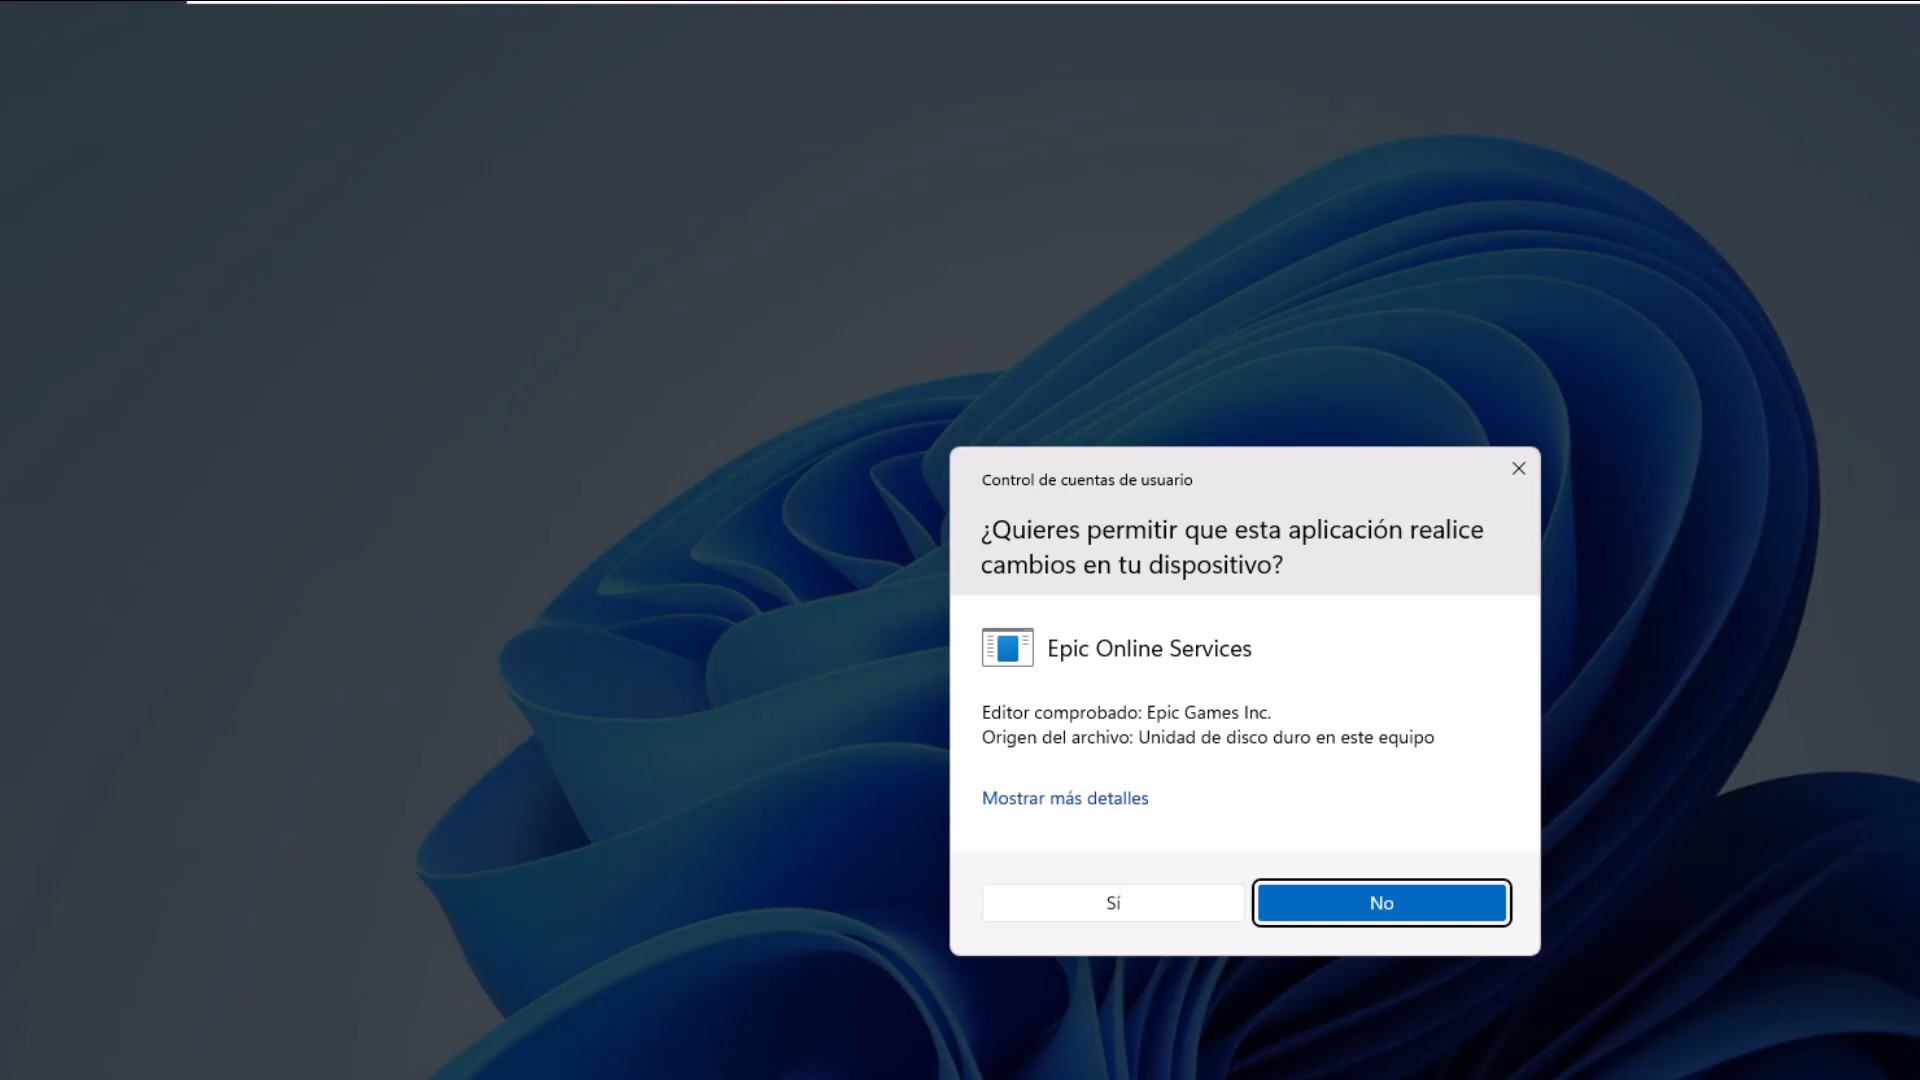 Control de cuentas de usuario
¿Quieres permitir que esta aplicación realice
cambios en tu dispositivo?
Epic Online Services
Editor comprobado: Epic Games Inc.
Origen del archivo: Unidad de disco duro en este equipo
Mostrar más detalles
Sí
No